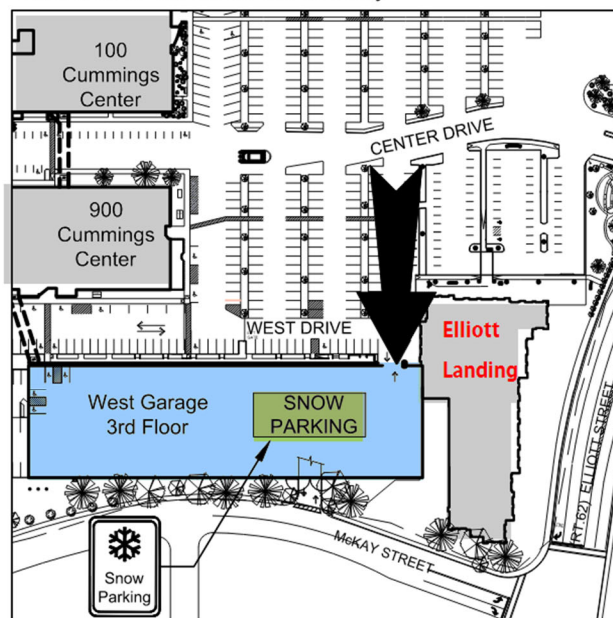 100
Cummings
Center
CENTER DRIVE
900
Cummings
Center
WEST DRIVE
Elliott
Landing
West Garage
3rd Floor
SNOW
PARKING
(RT.62) ELLIOTT STREET
McKAY STREET
Snow
Parking